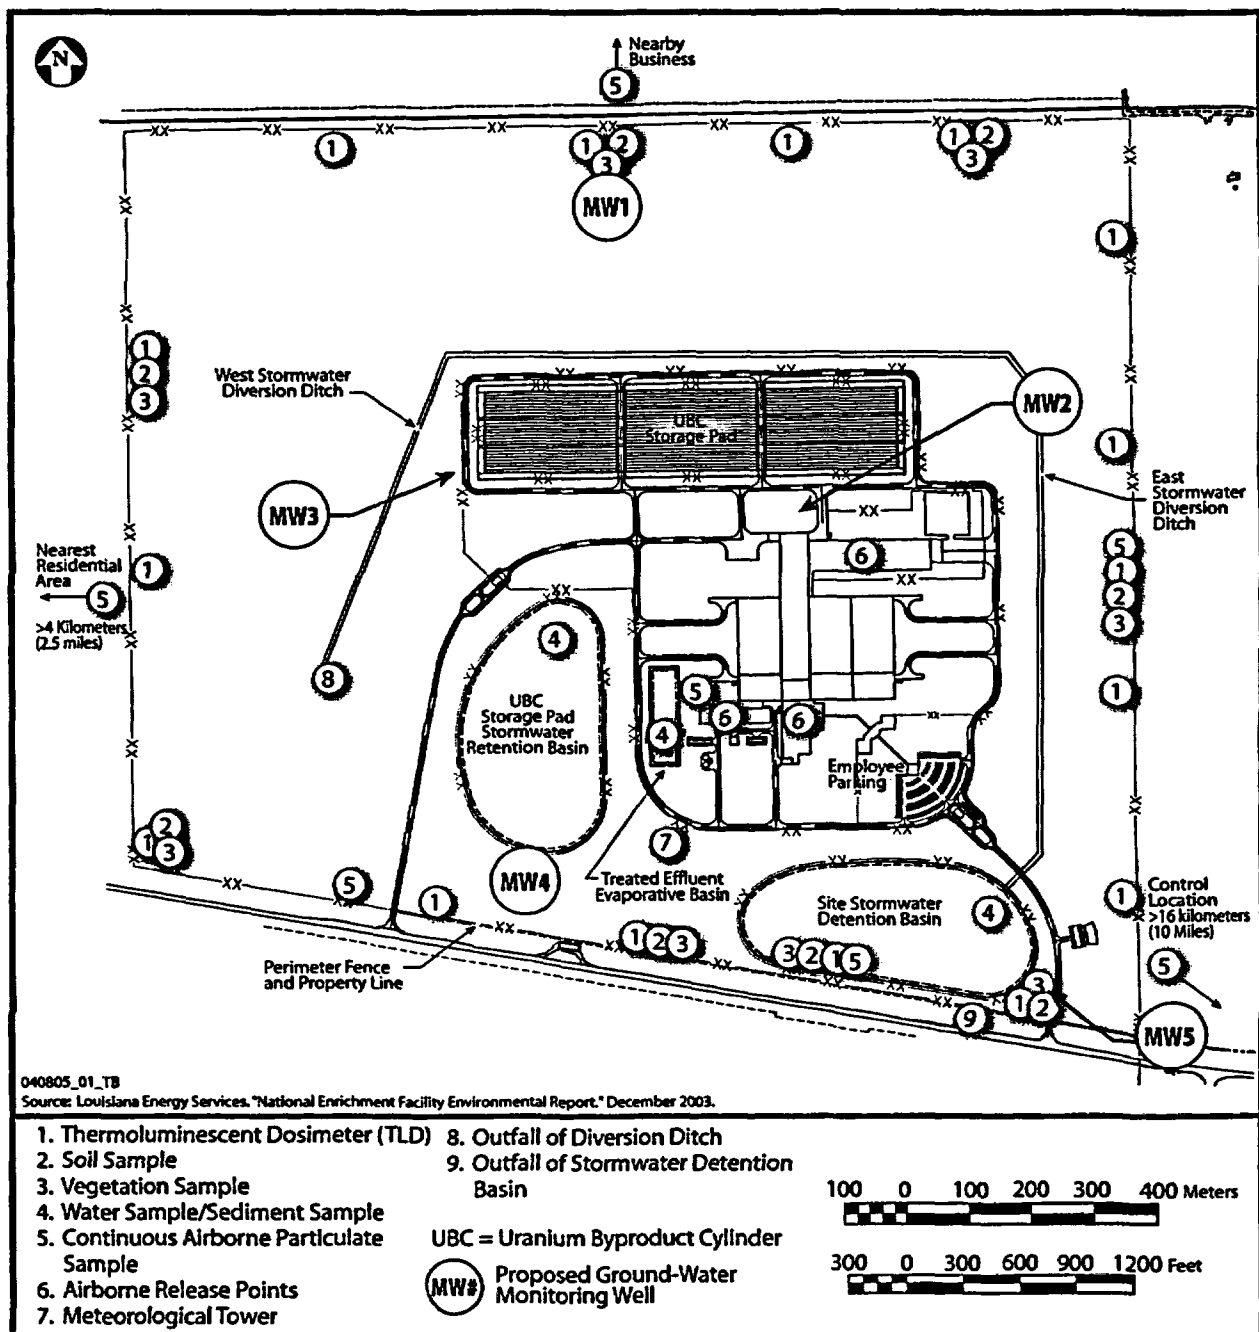 N
Nearby
Business
5
xx xx xx xx xx xx xx xx xx
1
1 2
3
1
1 2
3
MW1
1
1
2
3
West Stormwater
Diversion Ditch
UBC
Storage Pad
MW2
1
East
Stormwater
Diversion
Ditch
MW3
Nearest
Residential
Area
5
>4 Kilometers
(2.5 miles)
1
6
5
1
2
3
4
8
UBC
Storage Pad
Stormwater
Retention Basin
5
6
6
4
1
Employee
Parking
2
1
3
7
MW4
Treated Effluent
Evaporative Basin
5
1
Site Stormwater
Detention Basin
4
1
Control
Location
>16 kilometers
(10 Miles)
5
1 2 3
3 2 1 5
3
1 2
9
MW5
Perimeter Fence
and Property Line
040805_01_TB
Source: Louisiana Energy Services. "National Enrichment Facility Environmental Report." December 2003.
1. Thermoluminescent Dosimeter (TLD)
2. Soil Sample
3. Vegetation Sample
4. Water Sample/Sediment Sample
5. Continuous Airborne Particulate
Sample
6. Airborne Release Points
7. Meteorological Tower
8. Outfall of Diversion Ditch
9. Outfall of Stormwater Detention
Basin
UBC = Uranium Byproduct Cylinder
MW# Proposed Ground-Water
Monitoring Well
100 0 100 200 300 400 Meters
300 0 300 600 900 1200 Feet